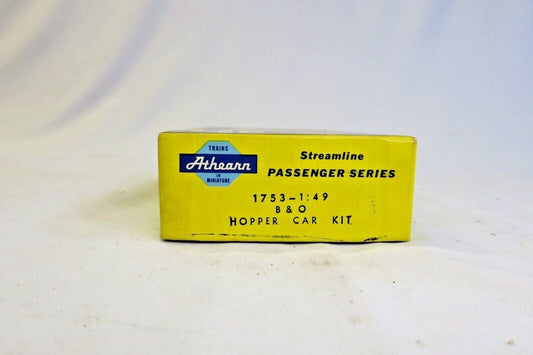 TRAINS
Athearn
IN
MINIATURE
Streamline
PASSENGER SERIES
1753-1:49
B & O
HOPPER CAR KIT